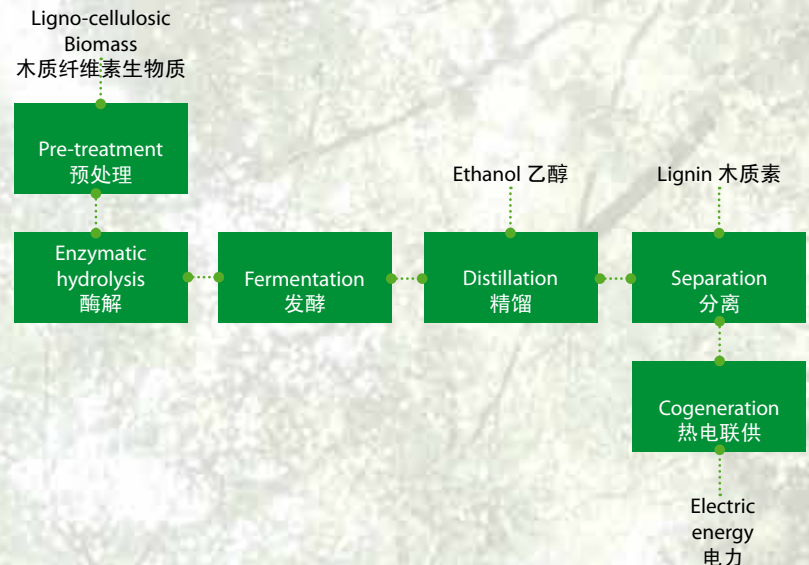 Ligno-cellulosic
Biomass
木质纤维素生物质
Pre-treatment
预处理
Ethanol 乙醇
Lignin 木质素
Enzymatic
hydrolysis
酶解
Fermentation
发酵
Distillation
精馏
Separation
分离
Cogeneration
热电联供
Electric
energy
电力